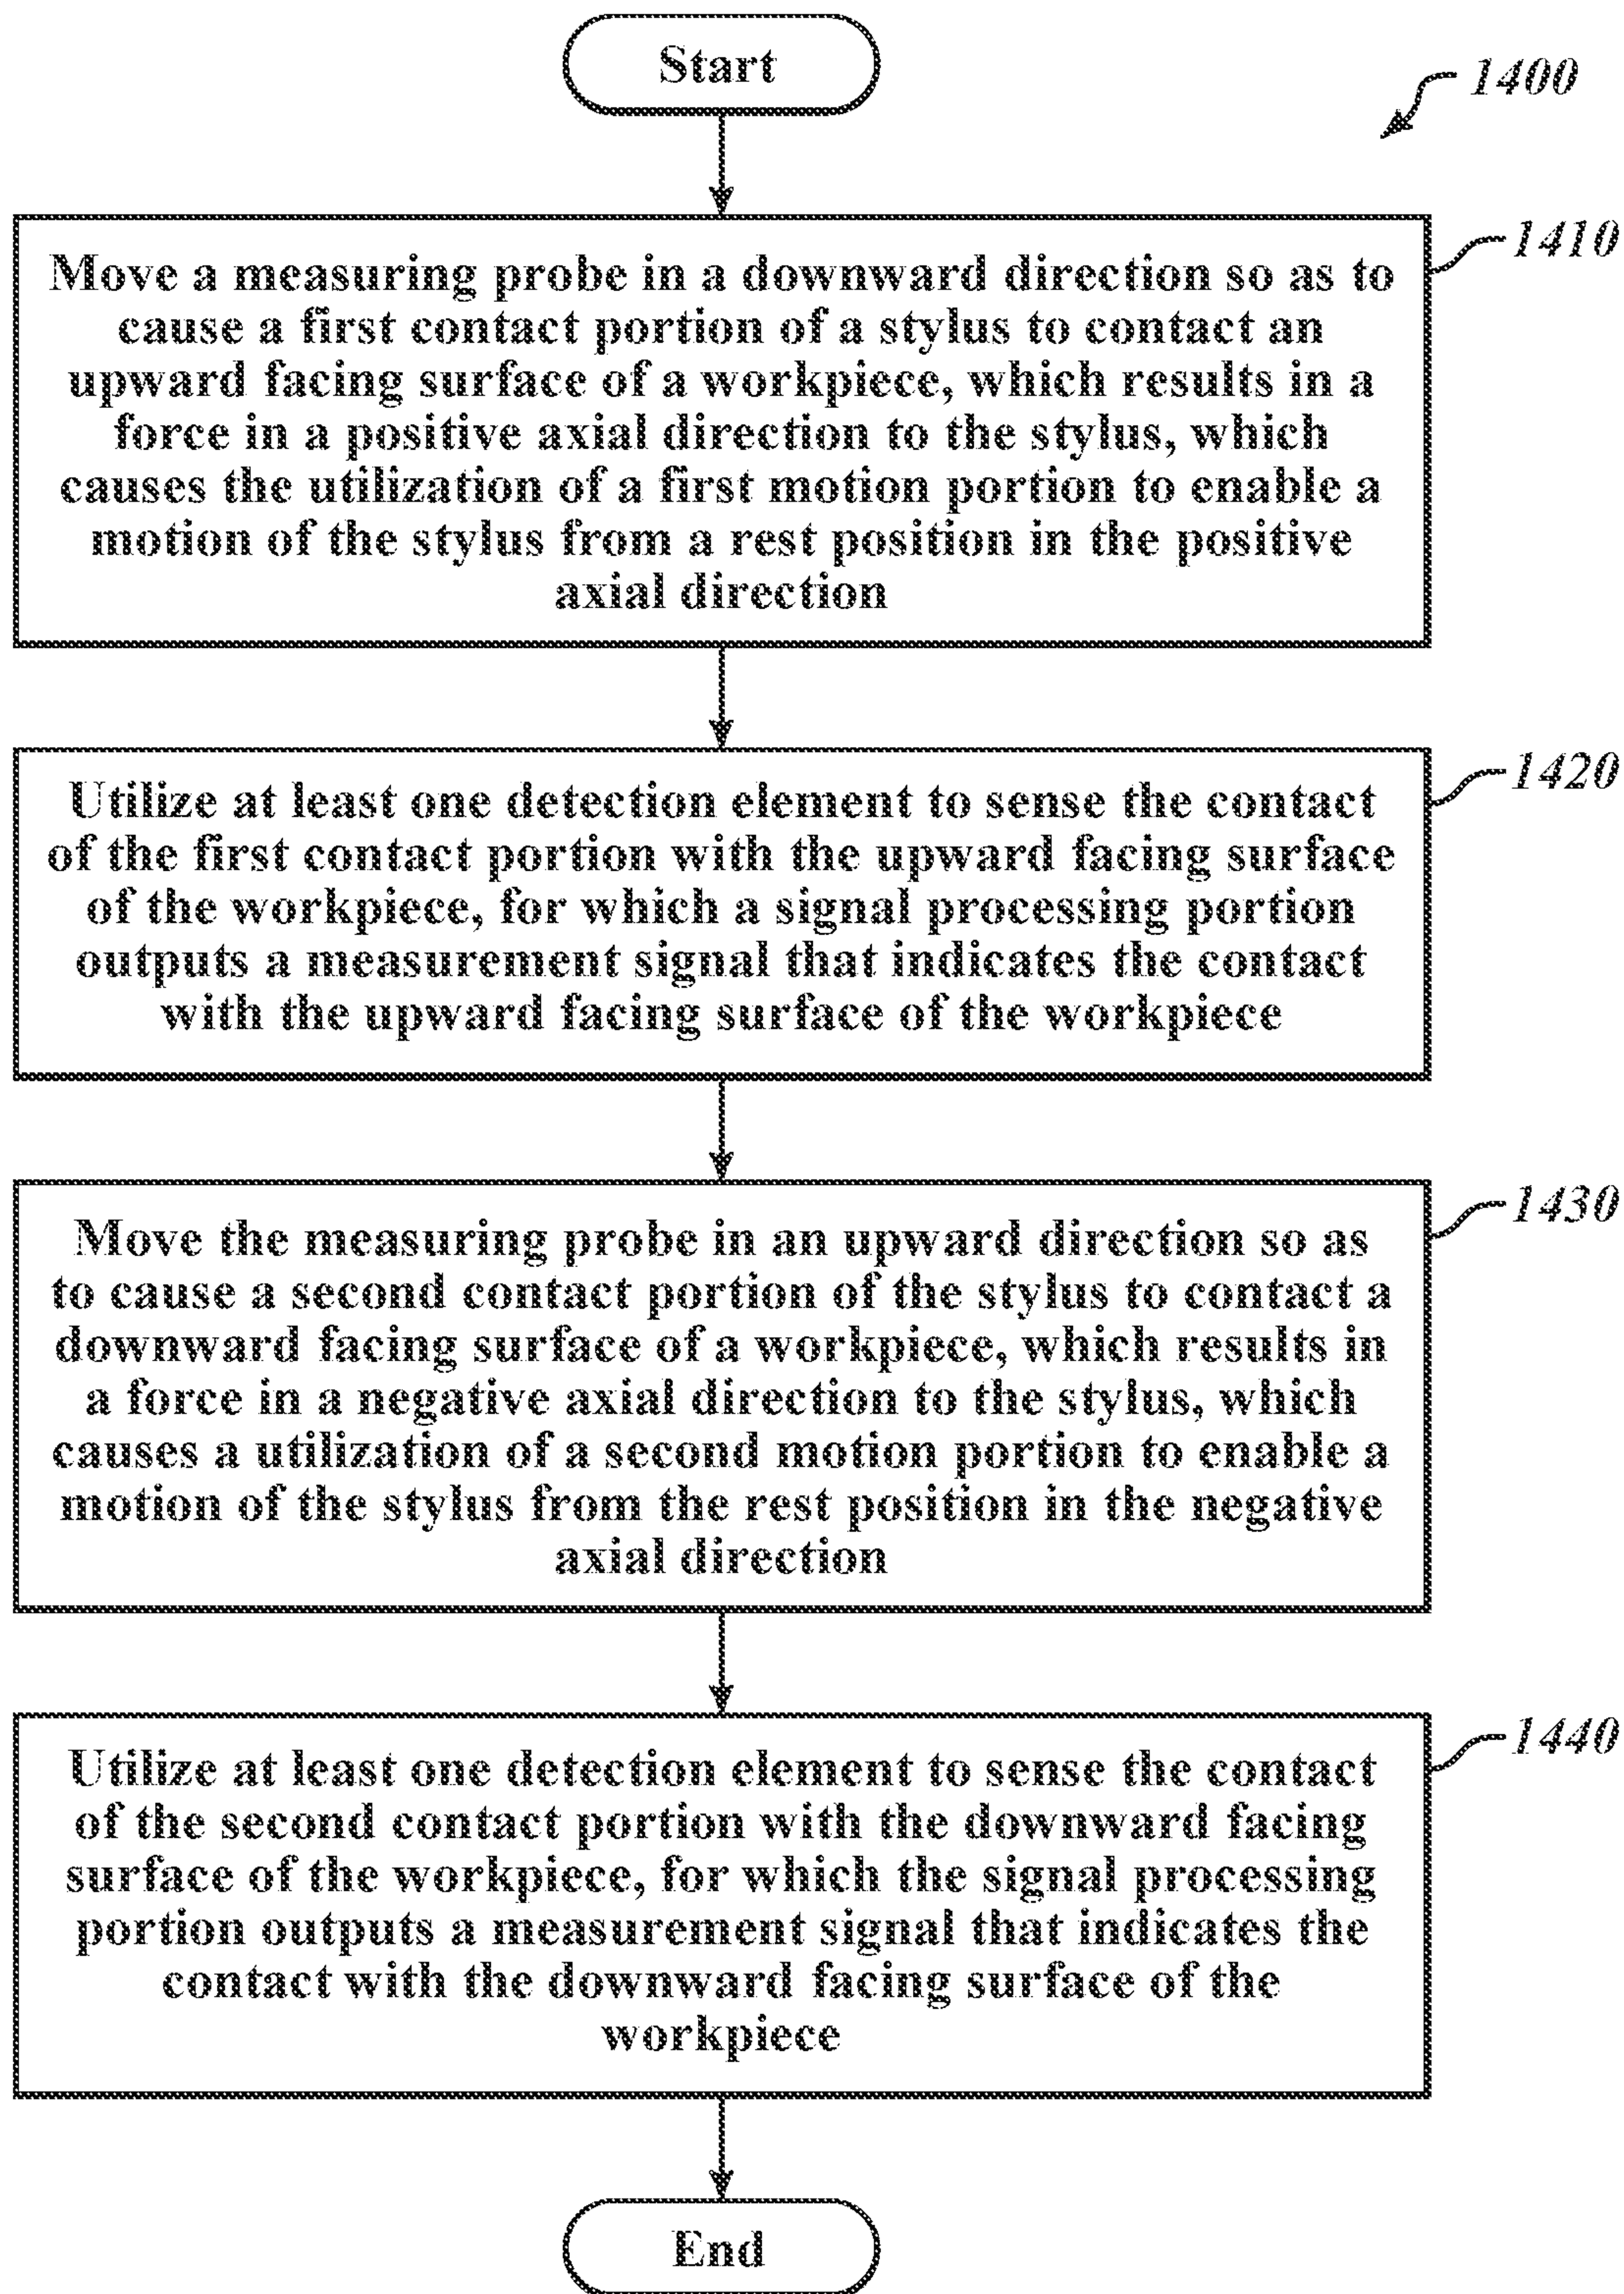 Start
1400
1410
Move a measuring probe in a downward direction so as to
cause a first contact portion of a stylus to contact an
upward facing surface of a workpiece, which results in a
force in a positive axial direction to the stylus, which
causes the utilization of a first motion portion to enable a
motion of the stylus from a rest position in the positive
axial direction
1420
Utilize at least one detection element to sense the contact
of the first contact portion with the upward facing surface
of the workpiece, for which a signal processing portion
outputs a measurement signal that indicates the contact
with the upward facing surface of the workpiece
1430
Move the measuring probe in an upward direction so as
to cause a second contact portion of the stylus to contact a
downward facing surface of a workpiece, which results in
a force in a negative axial direction to the stylus, which
causes a utilization of a second motion portion to enable a
motion of the stylus from the rest position in the negative
axial direction
1440
Utilize at least one detection element to sense the contact
of the second contact portion with the downward facing
surface of the workpiece, for which the signal processing
portion outputs a measurement signal that indicates the
contact with the downward facing surface of the
workpiece
End